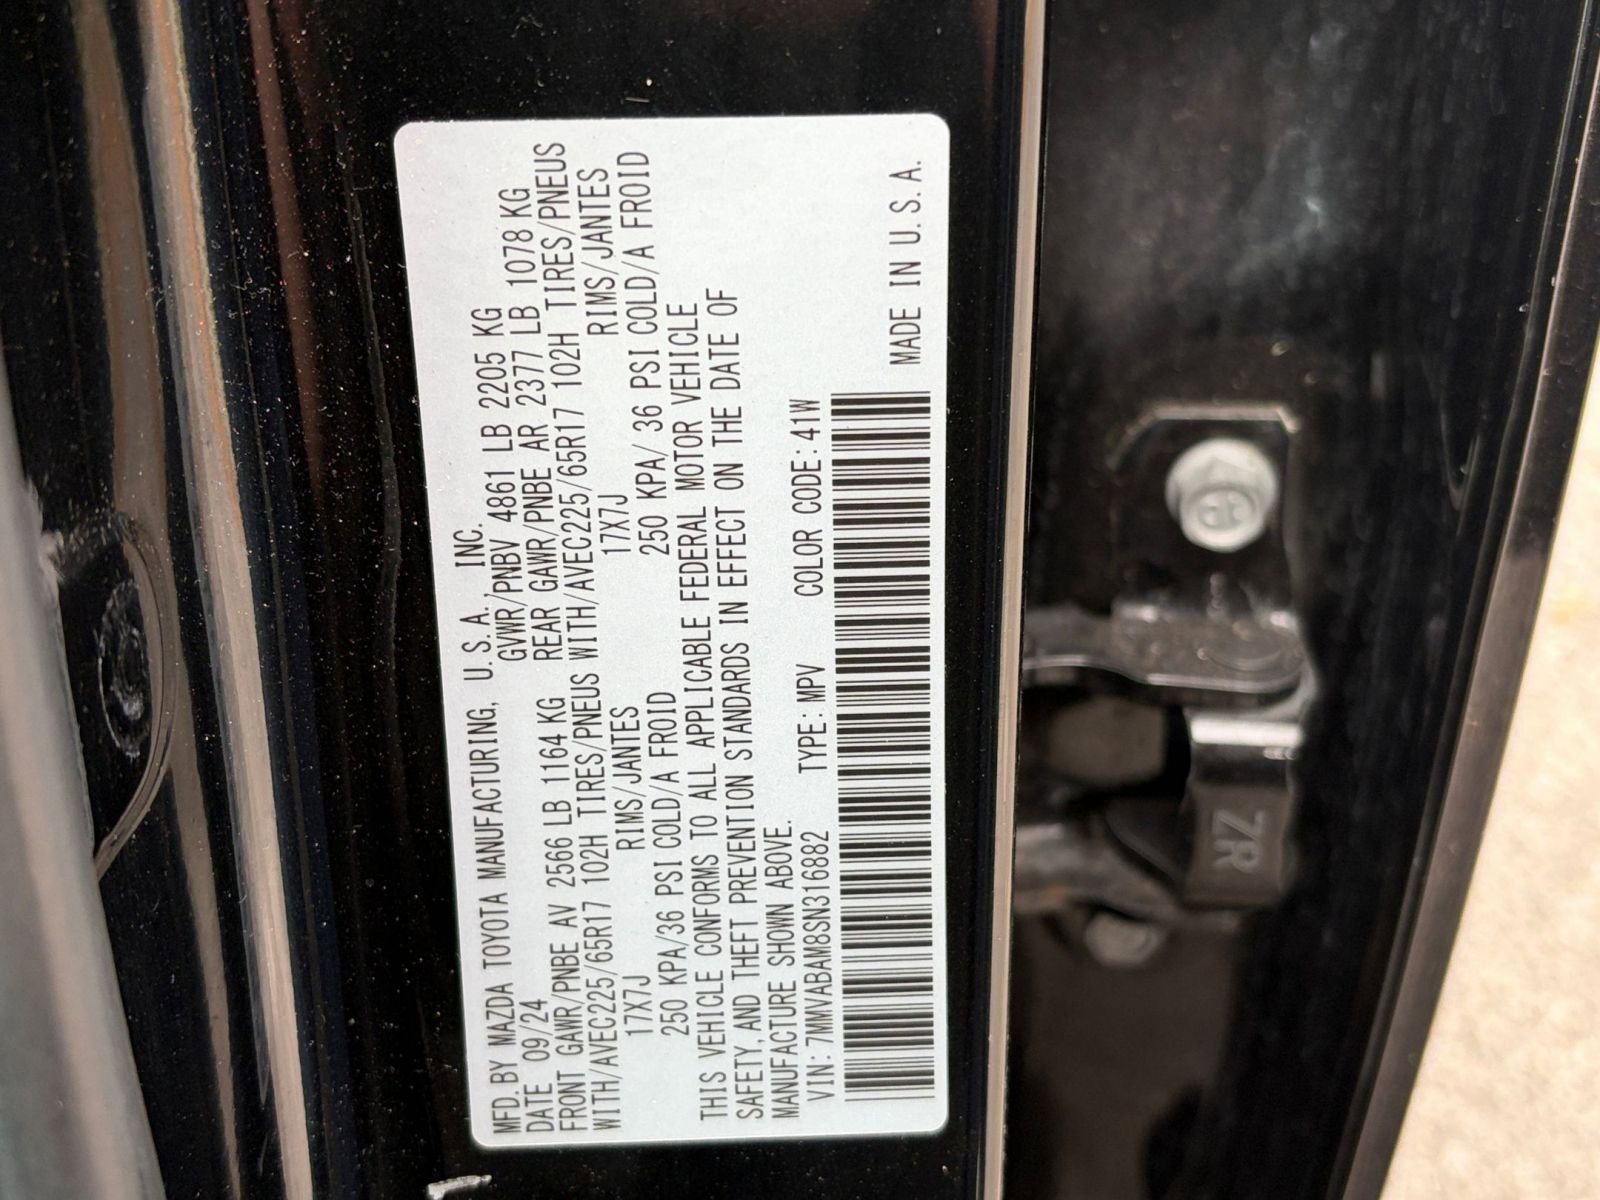 MFD. BY MAZDA TOYOTA MANUFACTURING, U.S.A. INC.
DATE 09/24 GVWR/PNBV 4861 LB 2205 KG
FRONT GAWR/PNBE AV 2566 LB 1164 KG REAR GAWR/PNBE AR 2377 LB 1078 KG
WITH/AVEC225/65R17 102H TIRES/PNEUS WITH/AVEC225/65R17 102H TIRES/PNEUS
17X7J RIMS/JANTES 17X7J RIMS/JANTES
250 KPA/36 PSI COLD/A FROID 250 KPA/ 36 PSI COLD/A FROID
THIS VEHICLE CONFORMS TO ALL APPLICABLE FEDERAL MOTOR VEHICLE
SAFETY, AND THEFT PREVENTION STANDARDS IN EFFECT ON THE DATE OF
MANUFACTURE SHOWN ABOVE.
VIN: 7MMVABAM8SN316882 TYPE: MPV COLOR CODE: 41W
MADE IN U.S.A.
ZR